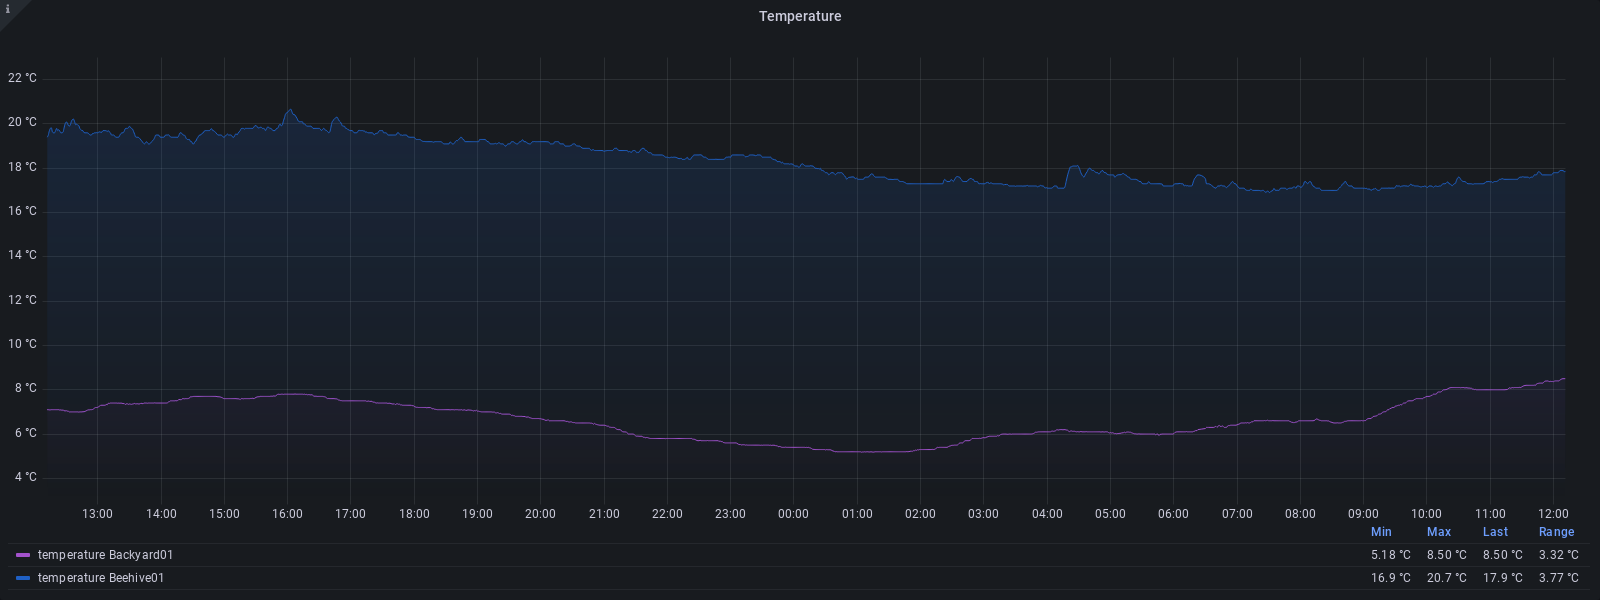 i
Temperature
22 °C
20 °C
18 °C
16 °C
14 °C
12 °C
10 °C
8 °C
6 °C
4 °C
13:00 14:00 15:00 16:00 17:00 18:00 19:00 20:00 21:00 22:00 23:00 00:00 01:00 02:00 03:00 04:00 05:00 06:00 07:00 08:00 09:00 10:00 11:00 12:00
Min Max Last Range
temperature Backyard01 5.18 °C 8.50 °C 8.50 °C 3.32 °C
temperature Beehive01 16.9 °C 20.7 °C 17.9 °C 3.77 °C